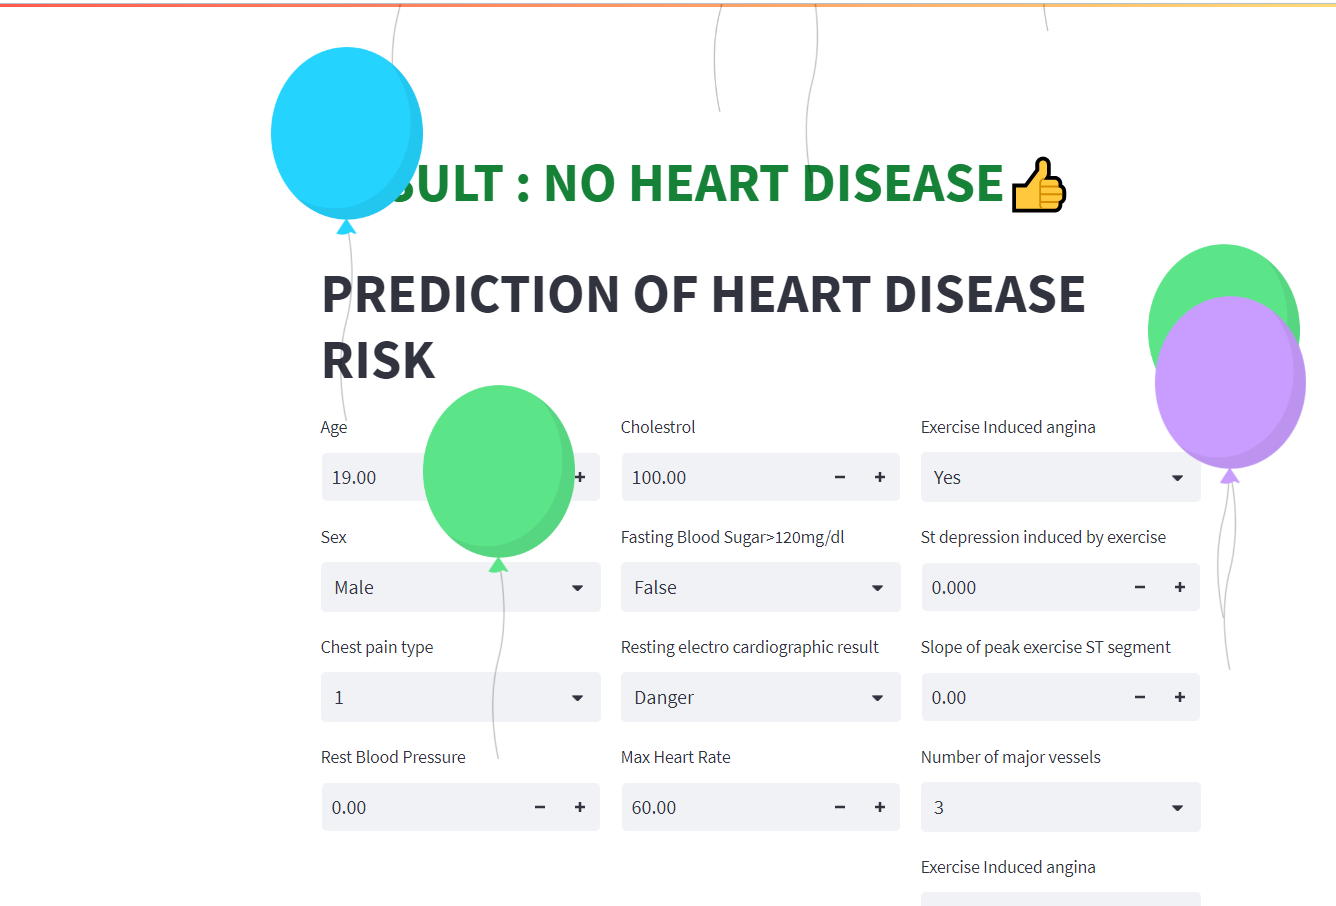 SULT : NO HEART DISEASE
PREDICTION OF HEART DISEASE
RISK
Age
Cholestrol
Exercise Induced angina
19.00
100.00
Yes
Sex
Fasting Blood Sugar>120mg/dl
St depression induced by exercise
Male
False
0.000
Chest pain type
Resting electro cardiographic result
Slope of peak exercise ST segment
1
Danger
0.00
Rest Blood Pressure
Max Heart Rate
Number of major vessels
0.00
60.00
3
Exercise Induced angina